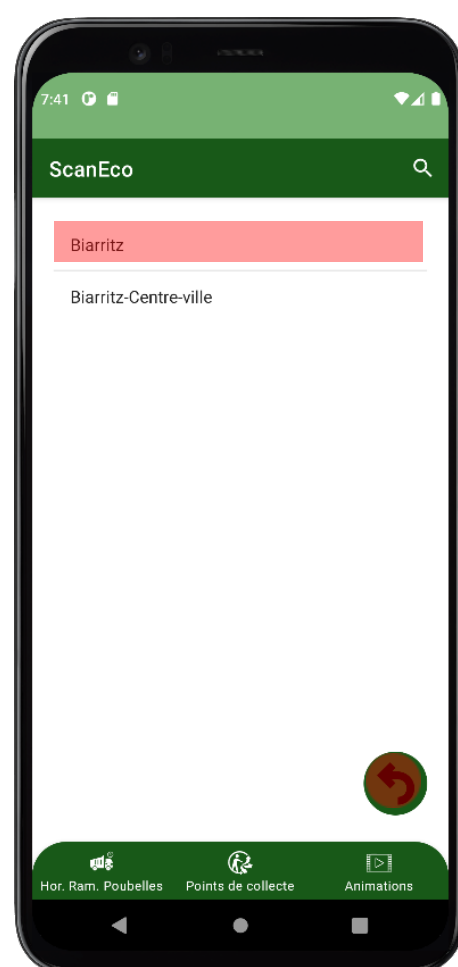 7:41
ScanEco
Biarritz
Biarritz-Centre-ville
Hor. Ram. Poubelles
Points de collecte
Animations